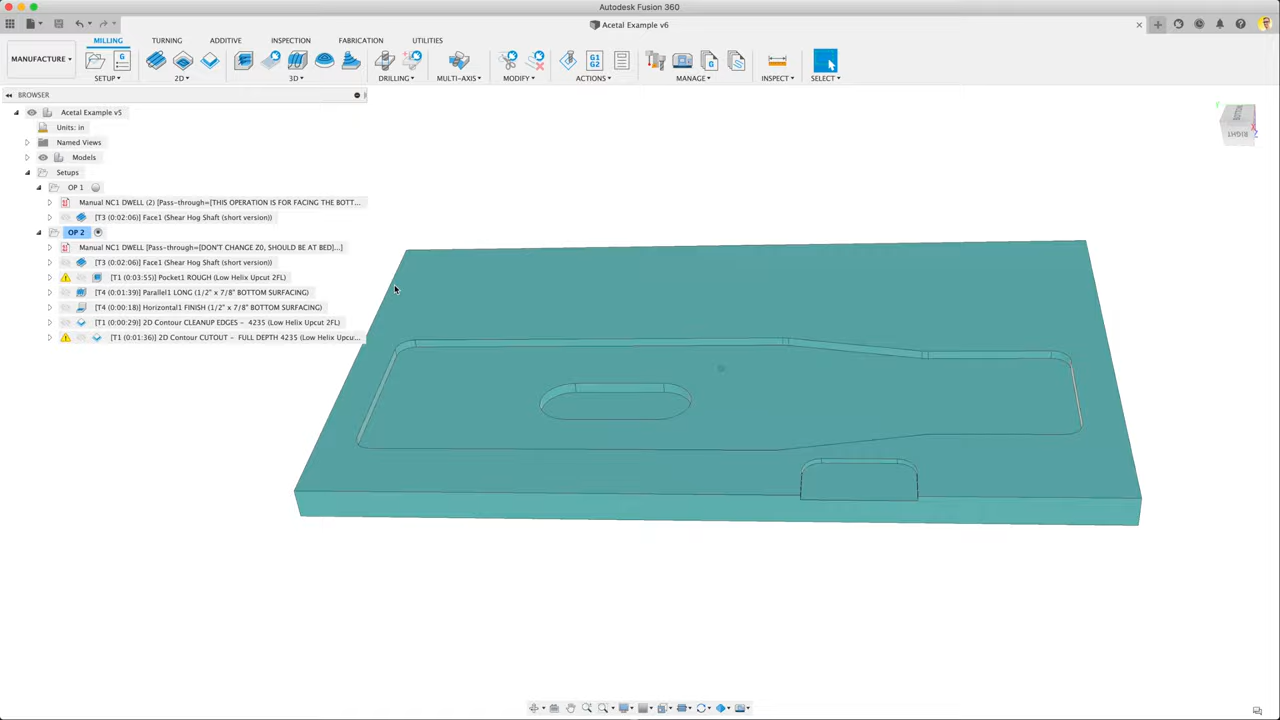 Autodesk Fusion 360
Acetal Example v6
MILLING TURNING ADDITIVE INSPECTION FABRICATION UTILITIES
MANUFACTURE
SETUP 2D 3D DRILLING MULTI-AXIS MODIFY ACTIONS MANAGE INSPECT SELECT
G1
G2
BROWSER
Acetal Example v5
Units: in
Named Views
Models
Setups
OP 1
Manual NC1 DWELL (2) [Pass-through=[THIS OPERATION IS FOR FACING THE BOTT...
[T3 (0:02:06)] Face1 (Shear Hog Shaft (short version))
OP 2
Manual NC1 DWELL [Pass-through=[DON'T CHANGE Z0, SHOULD BE AT BED]...]
[T3 (0:02:06)] Face1 (Shear Hog Shaft (short version))
[T1 (0:03:55)] Pocket1 ROUGH (Low Helix Upcut 2FL)
[T4 (0:01:39)] Parallel1 LONG (1/2" x 7/8" BOTTOM SURFACING)
[T4 (0:00:18)] Horizontal1 FINISH (1/2" x 7/8" BOTTOM SURFACING)
[T1 (0:00:29)] 2D Contour CLEANUP EDGES - 4235 (Low Helix Upcut 2FL)
[T1 (0:01:36)] 2D Contour CUTOUT - FULL DEPTH 4235 (Low Helix Upcu...
BOTTOM
RIGHT